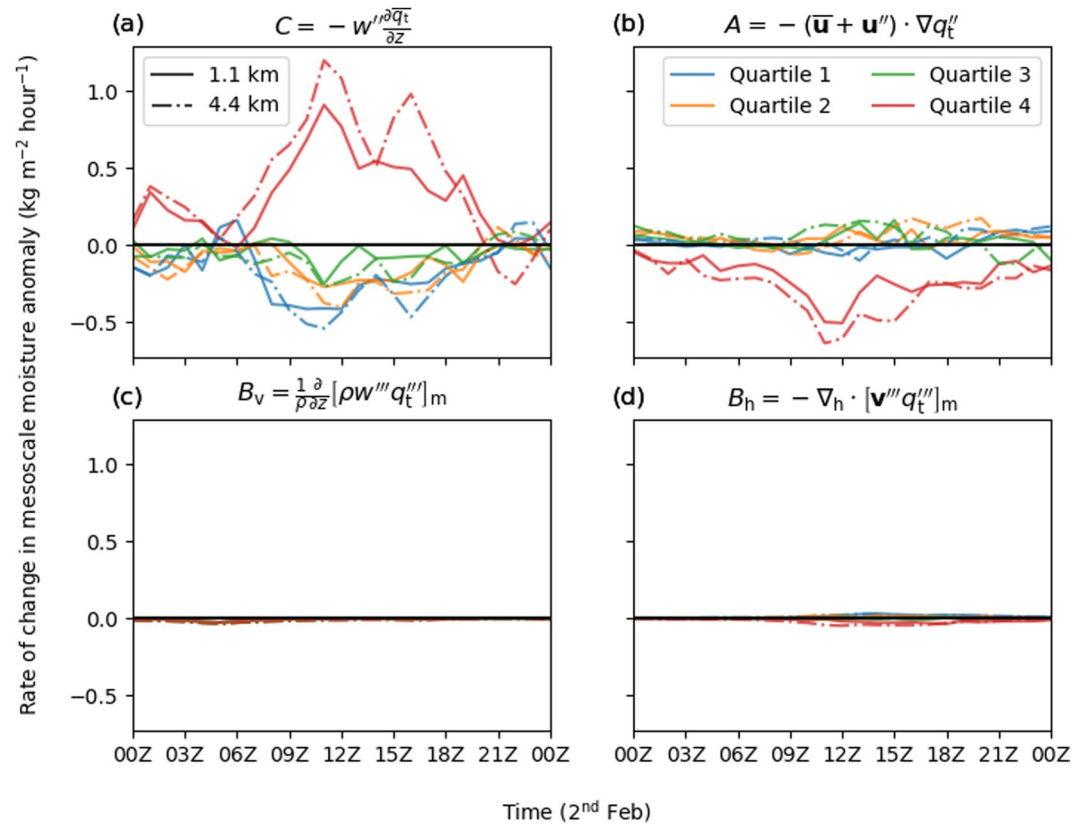 (a) C = − w′′ ∂q̅t̅/∂z
(b) A = − (u̅ + u′′) · ∇qt′′
1.1 km
4.4 km
Quartile 1
Quartile 2
Quartile 3
Quartile 4
1.0
0.5
0.0
−0.5
(c) Bv = 1/ρ ∂/∂z [ρw′′′qt′′′]m
(d) Bh = − ∇h · [v′′′qt′′′]m
1.0
0.5
0.0
−0.5
00Z 03Z 06Z 09Z 12Z 15Z 18Z 21Z 00Z
00Z 03Z 06Z 09Z 12Z 15Z 18Z 21Z 00Z
Rate of change in mesoscale moisture anomaly (kg m⁻² hour⁻¹)
Time (2nd Feb)